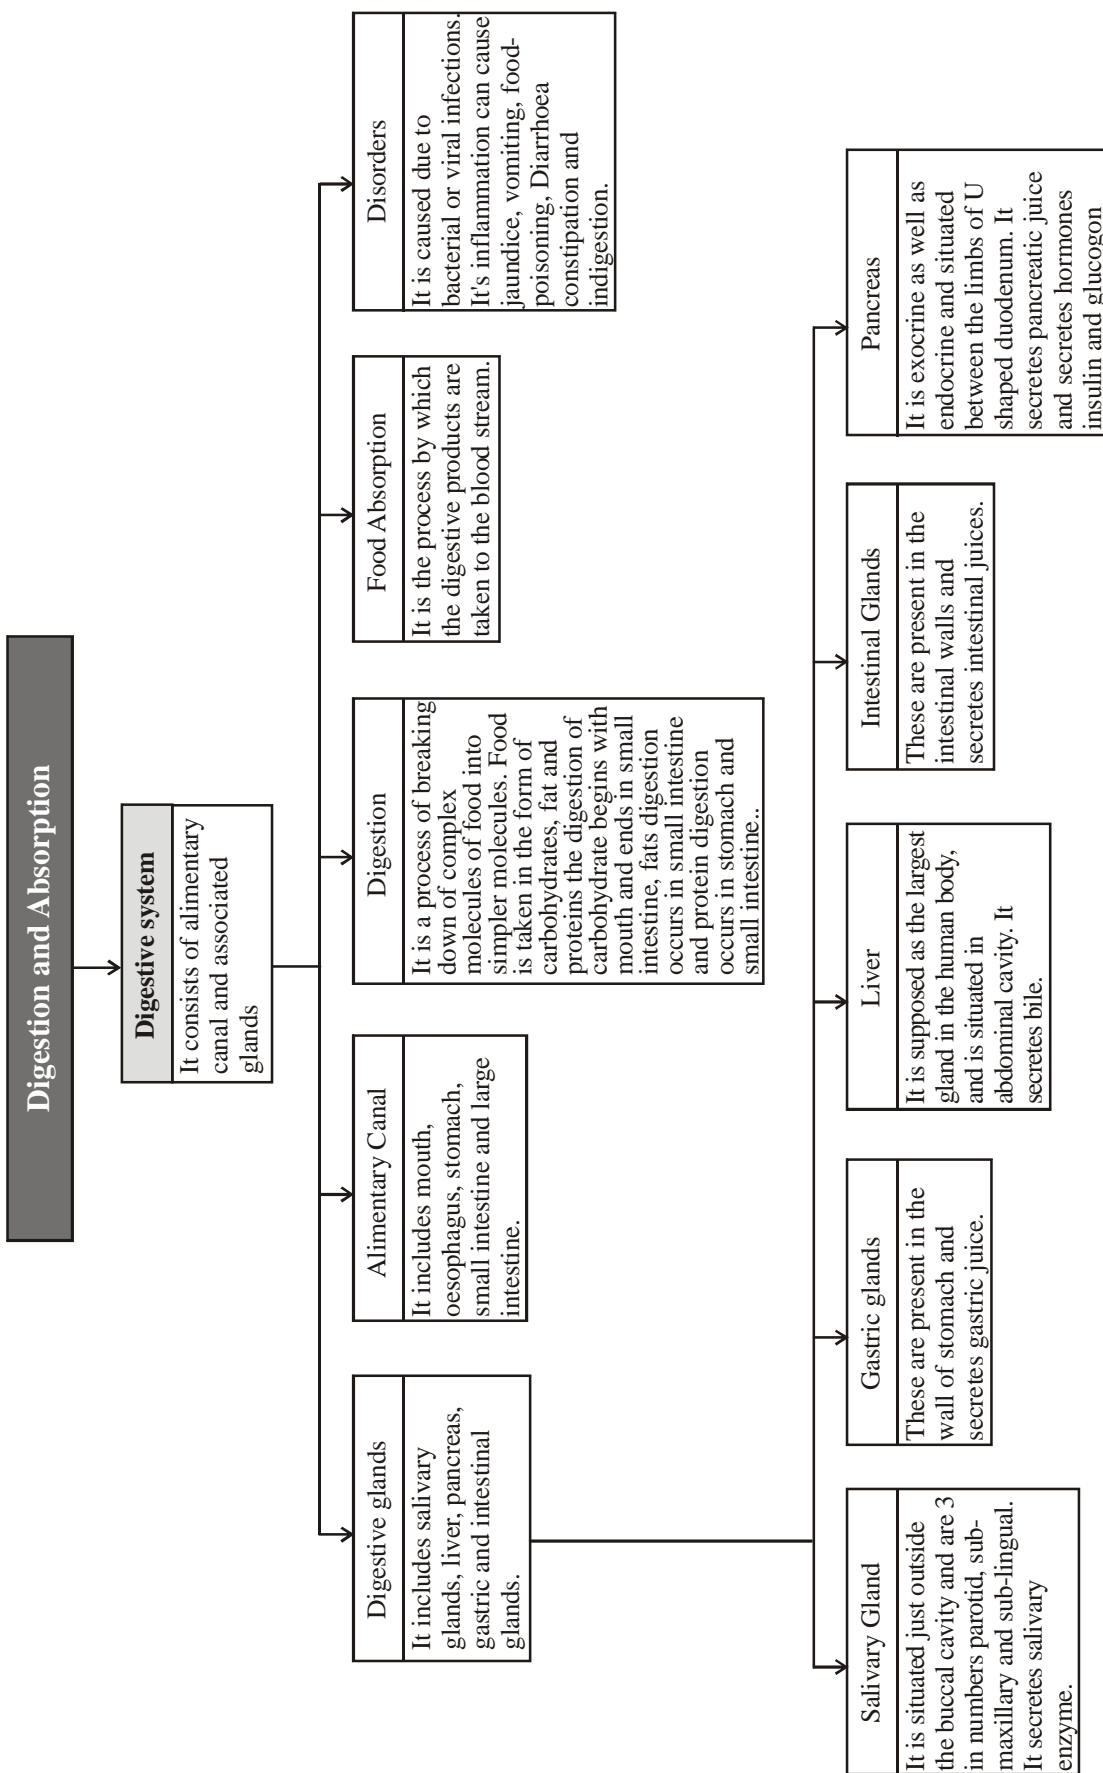 Digestion and Absorption
Digestive system
It consists of alimentary
canal and associated
glands
Digestive glands
It includes salivary
glands, liver, pancreas,
gastric and intestinal
glands.
Alimentary Canal
It includes mouth,
oesophagus, stomach,
small intestine and large
intestine.
Digestion
It is a process of breaking
down of complex
molecules of food into
simpler molecules. Food
is taken in the form of
carbohydrates, fat and
proteins the digestion of
carbohydrate begins with
mouth and ends in small
intestine, fats digestion
occurs in small intestine
and protein digestion
occurs in stomach and
small intestine..
Food Absorption
It is the process by which
the digestive products are
taken to the blood stream.
Disorders
It is caused due to
bacterial or viral infections.
It's inflammation can cause
jaundice, vomiting, food-
poisoning, Diarrhoea
constipation and
indigestion.
Salivary Gland
It is situated just outside
the buccal cavity and are 3
in numbers parotid, sub-
maxillary and sub-lingual.
It secretes salivary
enzyme.
Gastric glands
These are present in the
wall of stomach and
secretes gastric juice.
Liver
It is supposed as the largest
gland in the human body,
and is situated in
abdominal cavity. It
secretes bile.
Intestinal Glands
These are present in the
intestinal walls and
secretes intestinal juices.
Pancreas
It is exocrine as well as
endocrine and situated
between the limbs of U
shaped duodenum. It
secretes pancreatic juice
and secretes hormones
insulin and glucogon